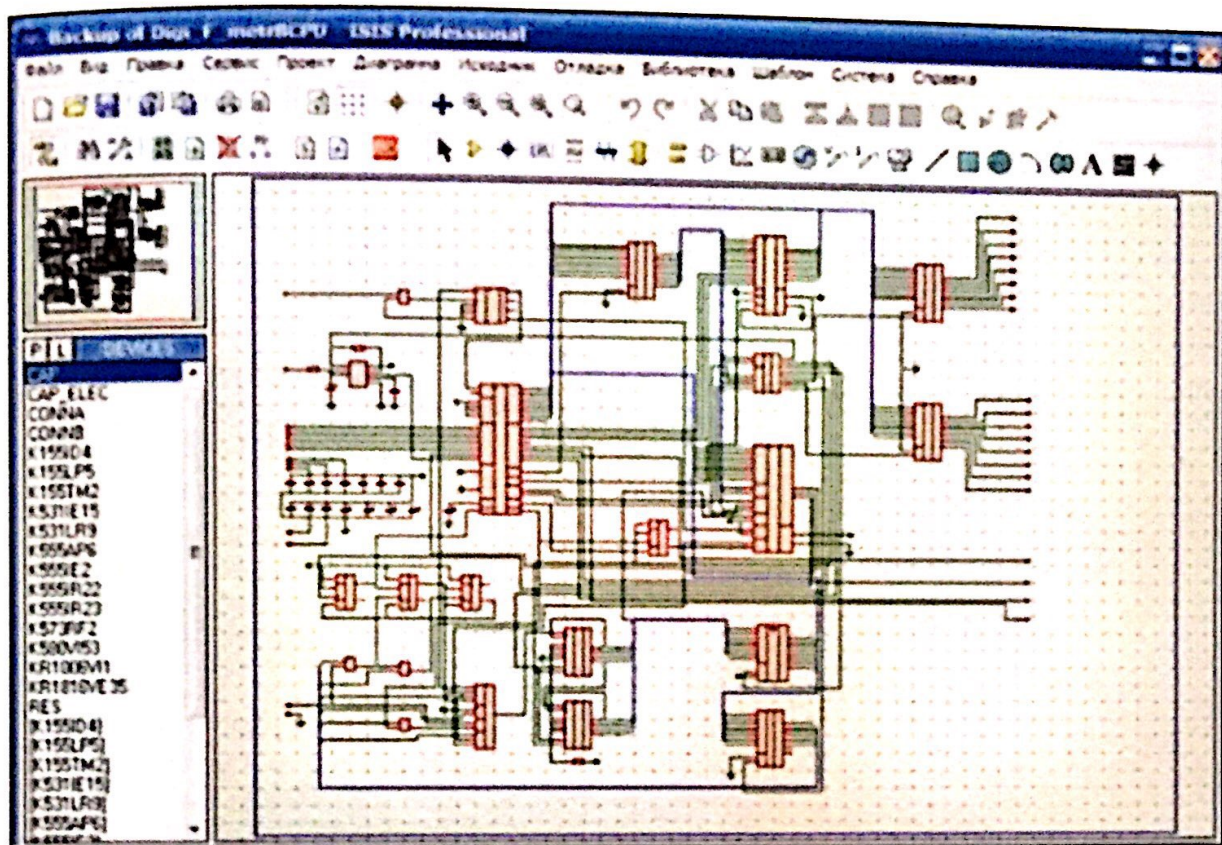 Backup of Digi_F_metrBCPU - ISIS Professional
Файл Вид Правка Сервис Проект Диаграмма Исходник Отладка Библиотека Шаблон Система Справка
A
P L DEVICES
CAP
CAP_ELEC
CONNA
CONNB
K155ID4
K155LP5
K155TM2
K531IE15
K531LR9
K555AP6
K555IE2
K555IR22
K555IR23
K573RF2
K580VI53
KR1006VI1
KR1818VE35
RES
[K155ID4]
[K155LP5]
[K155TM2]
[K531IE15]
[K531LR9]
[K555AP6]